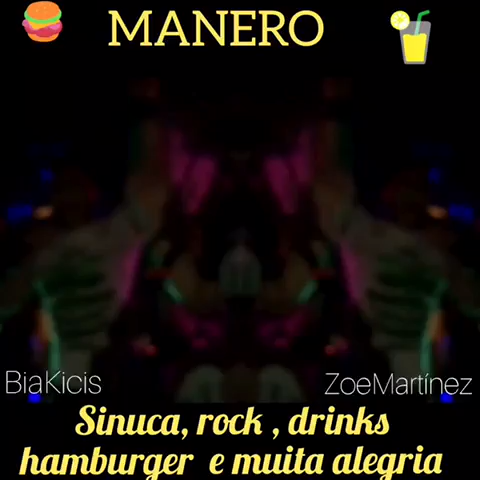 MANERO
BiaKicis
ZoeMartínez
Sinuca, rock , drinks
hamburger e muita alegria